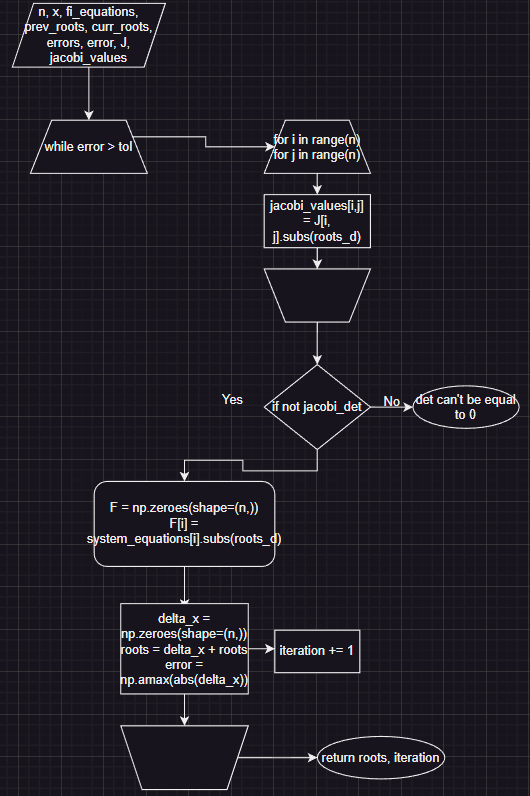 n, x, fi_equations,
prev_roots, curr_roots,
errors, error, J,
jacobi_values
while error > tol
for i in range(n)
for j in range(n)
jacobi_values[i,j]
= J[i,
j].subs(roots_d)
Yes
if not jacobi_det
No
det can't be equal
to 0
F = np.zeroes(shape=(n,))
F[i] =
system_equations[i].subs(roots_d)
delta_x =
np.zeroes(shape=(n,))
roots = delta_x + roots
error =
np.amax(abs(delta_x))
iteration += 1
return roots, iteration